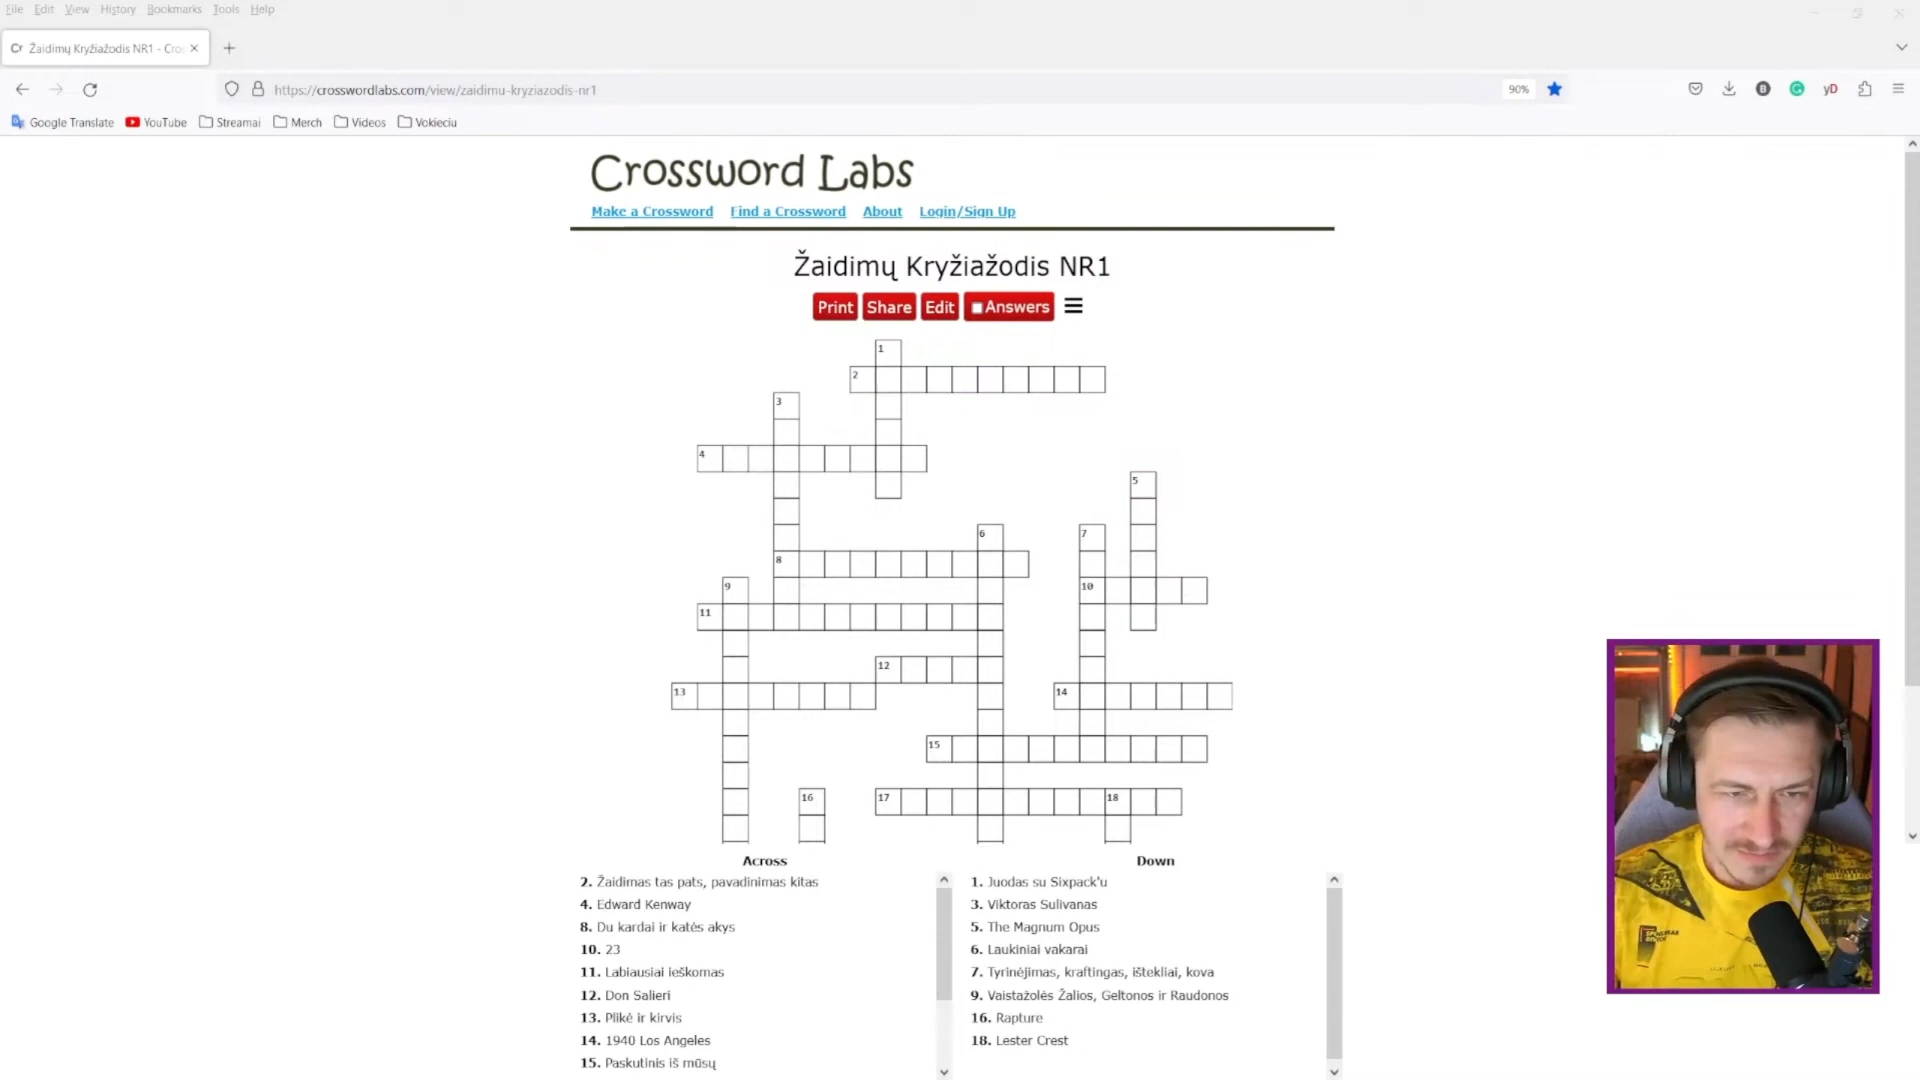 File Edit View History Bookmarks Tools Help
Cr Žaidimų Kryžiažodis NR1 - Cro
https://crosswordlabs.com/view/zaidimu-kryziazodis-nr1
90%
yD
Google Translate YouTube Streamai Merch Videos Vokieciu
Crossword Labs
Make a Crossword Find a Crossword About Login/Sign Up
Žaidimų Kryžiažodis NR1
Print Share Edit Answers
1
2
3
4
5
6 7
8
9 10
11
12
13 14
15
16 17 18
Across
2. Žaidimas tas pats, pavadinimas kitas
4. Edward Kenway
8. Du kardai ir katės akys
10. 23
11. Labiausiai ieškomas
12. Don Salieri
13. Plikė ir kirvis
14. 1940 Los Angeles
15. Paskutinis iš mūsų
Down
1. Juodas su Sixpack'u
3. Viktoras Sulivanas
5. The Magnum Opus
6. Laukiniai vakarai
7. Tyrinėjimas, kraftingas, ištekliai, kova
9. Vaistažolės Žalios, Geltonos ir Raudonos
16. Rapture
18. Lester Crest